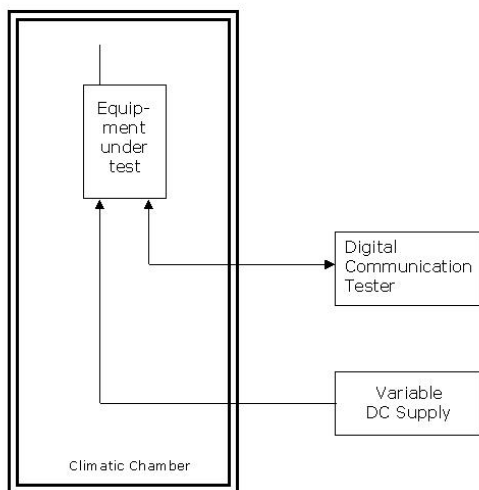 Equip-
ment
under
test
Digital
Communication
Tester
Variable
DC Supply
Climatic Chamber